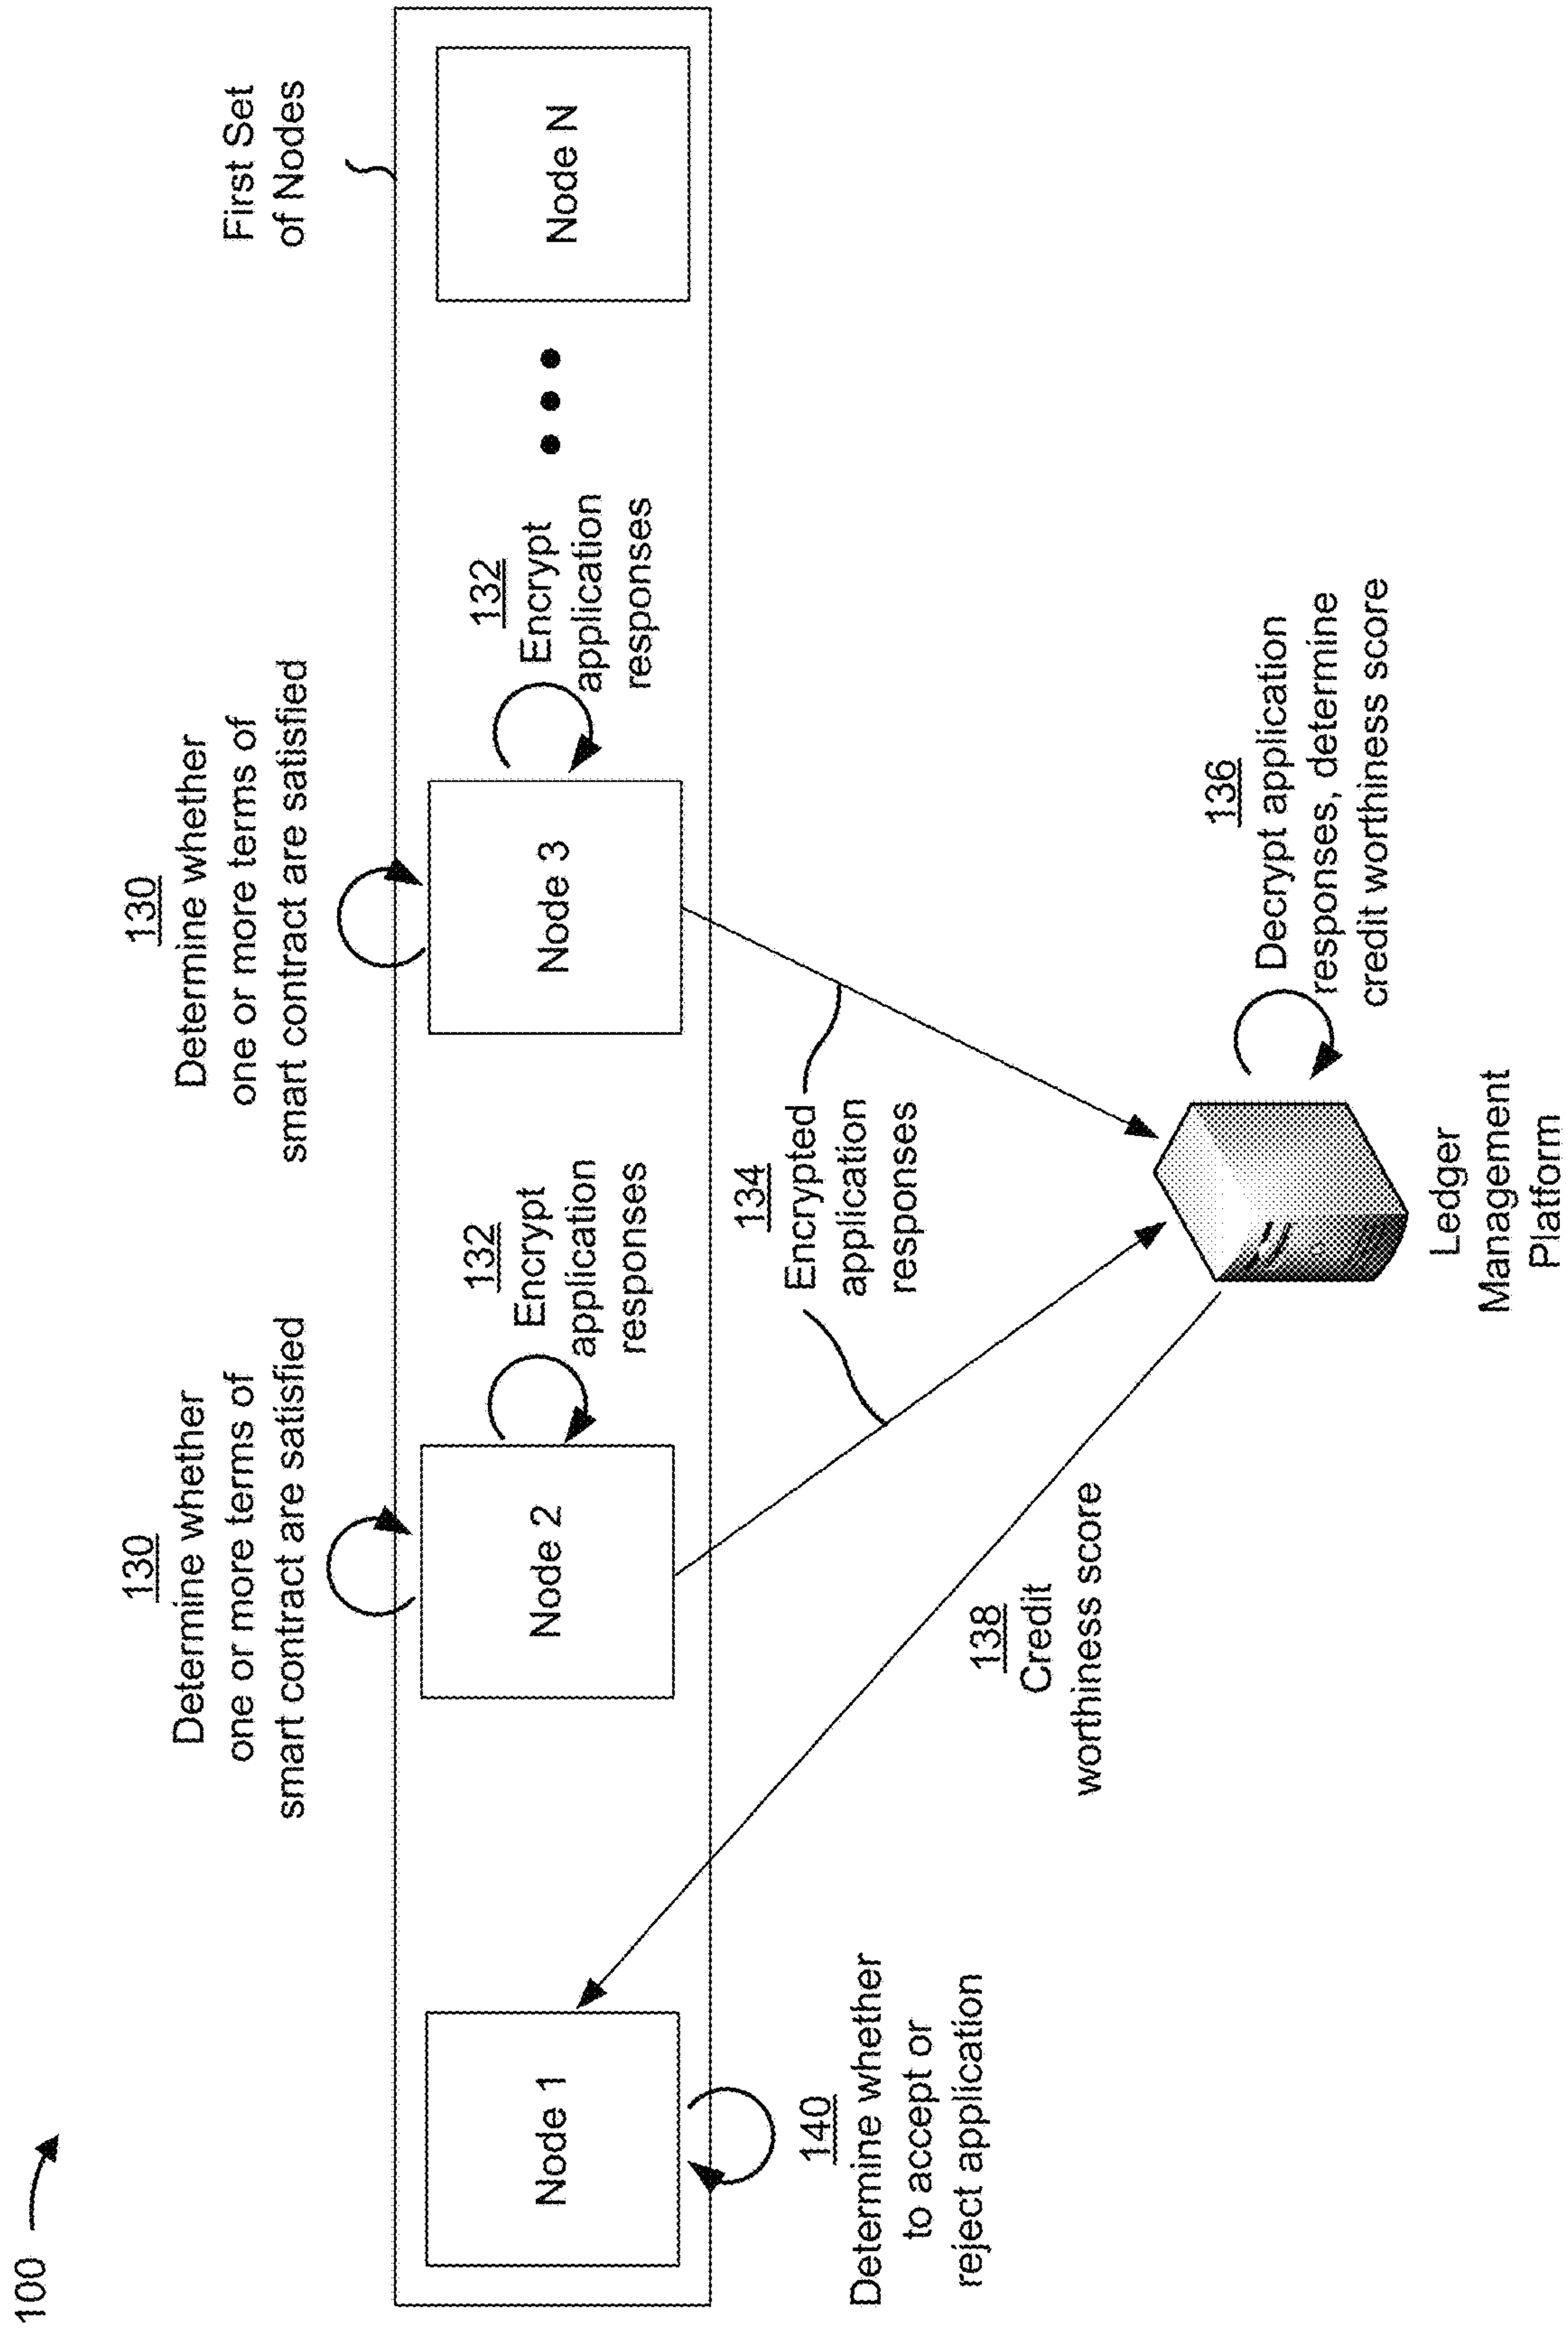 100
First Set
of Nodes
130
Determine whether
one or more terms of
smart contract are satisfied
130
Determine whether
one or more terms of
smart contract are satisfied
Node 1
Node 2
132
Encrypt
application
responses
Node 3
132
Encrypt
application
responses
Node N
140
Determine whether
to accept or
reject application
134
Encrypted
application
responses
138
Credit
worthiness score
136
Decrypt application
responses, determine
credit worthiness score
Ledger
Management
Platform